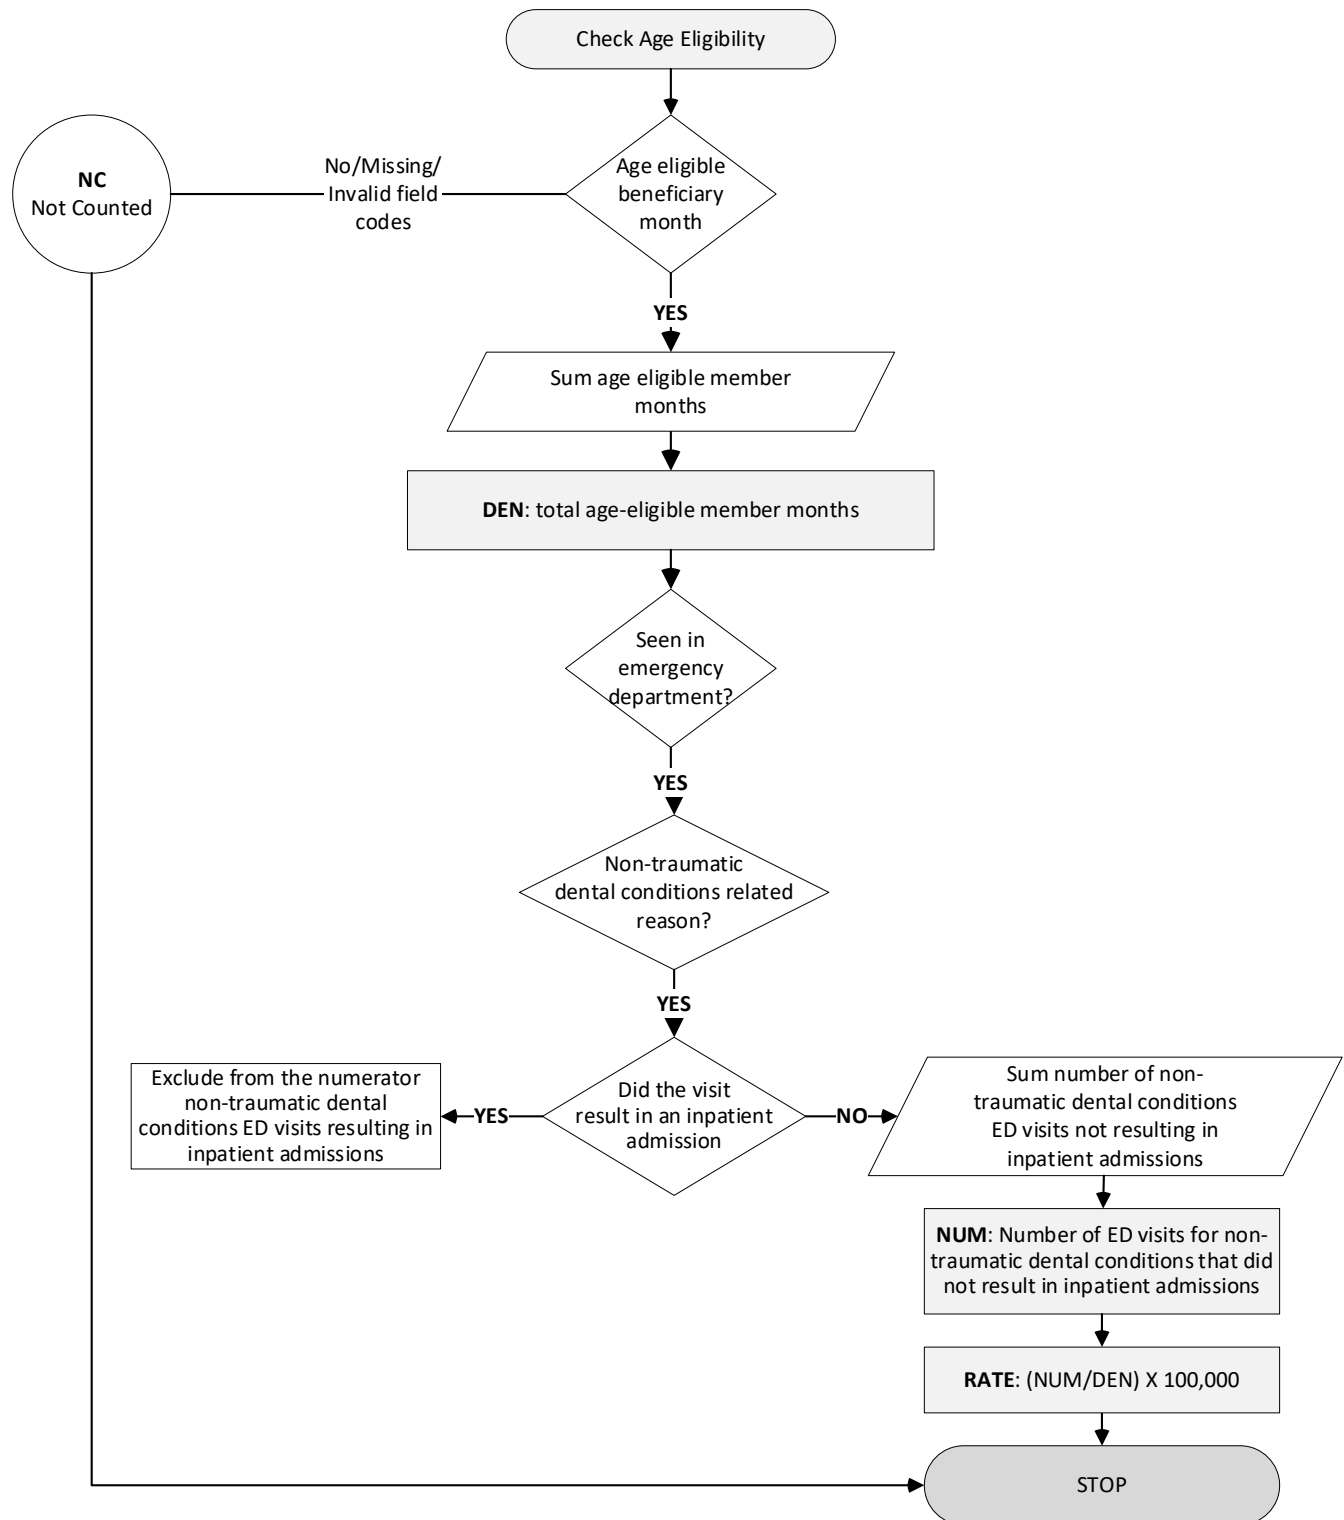 Check Age Eligibility
NC
Not Counted
No/Missing/
Invalid field
codes
Age eligible
beneficiary
month
YES
Sum age eligible member
months
DEN: total age-eligible member months
Seen in
emergency
department?
YES
Non-traumatic
dental conditions related
reason?
YES
Exclude from the numerator
non-traumatic dental
conditions ED visits resulting in
inpatient admissions
YES
Did the visit
result in an inpatient
admission
NO
Sum number of non-
traumatic dental conditions
ED visits not resulting in
inpatient admissions
NUM: Number of ED visits for non-
traumatic dental conditions that did
not result in inpatient admissions
RATE: (NUM/DEN) X 100,000
STOP